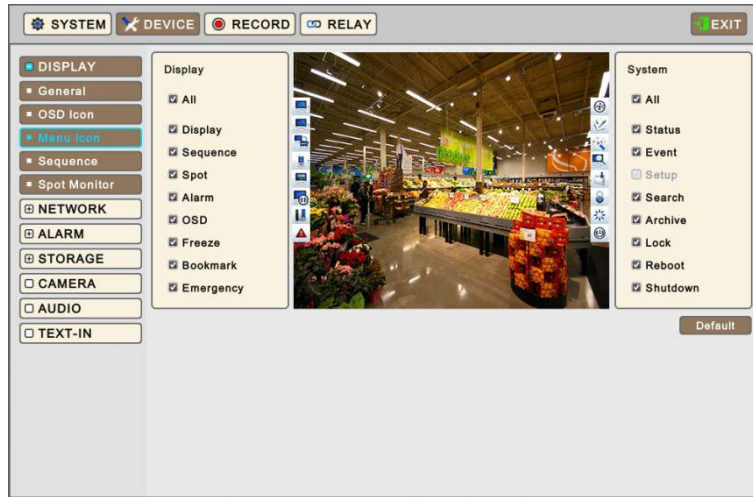 SYSTEM DEVICE RECORD RELAY EXIT
DISPLAY
General
OSD Icon
Menu Icon
Sequence
Spot Monitor
NETWORK
ALARM
STORAGE
CAMERA
AUDIO
TEXT-IN
Display
All
Display
Sequence
Spot
Alarm
OSD
Freeze
Bookmark
Emergency
System
All
Status
Event
Setup
Search
Archive
Lock
Reboot
Shutdown
Default